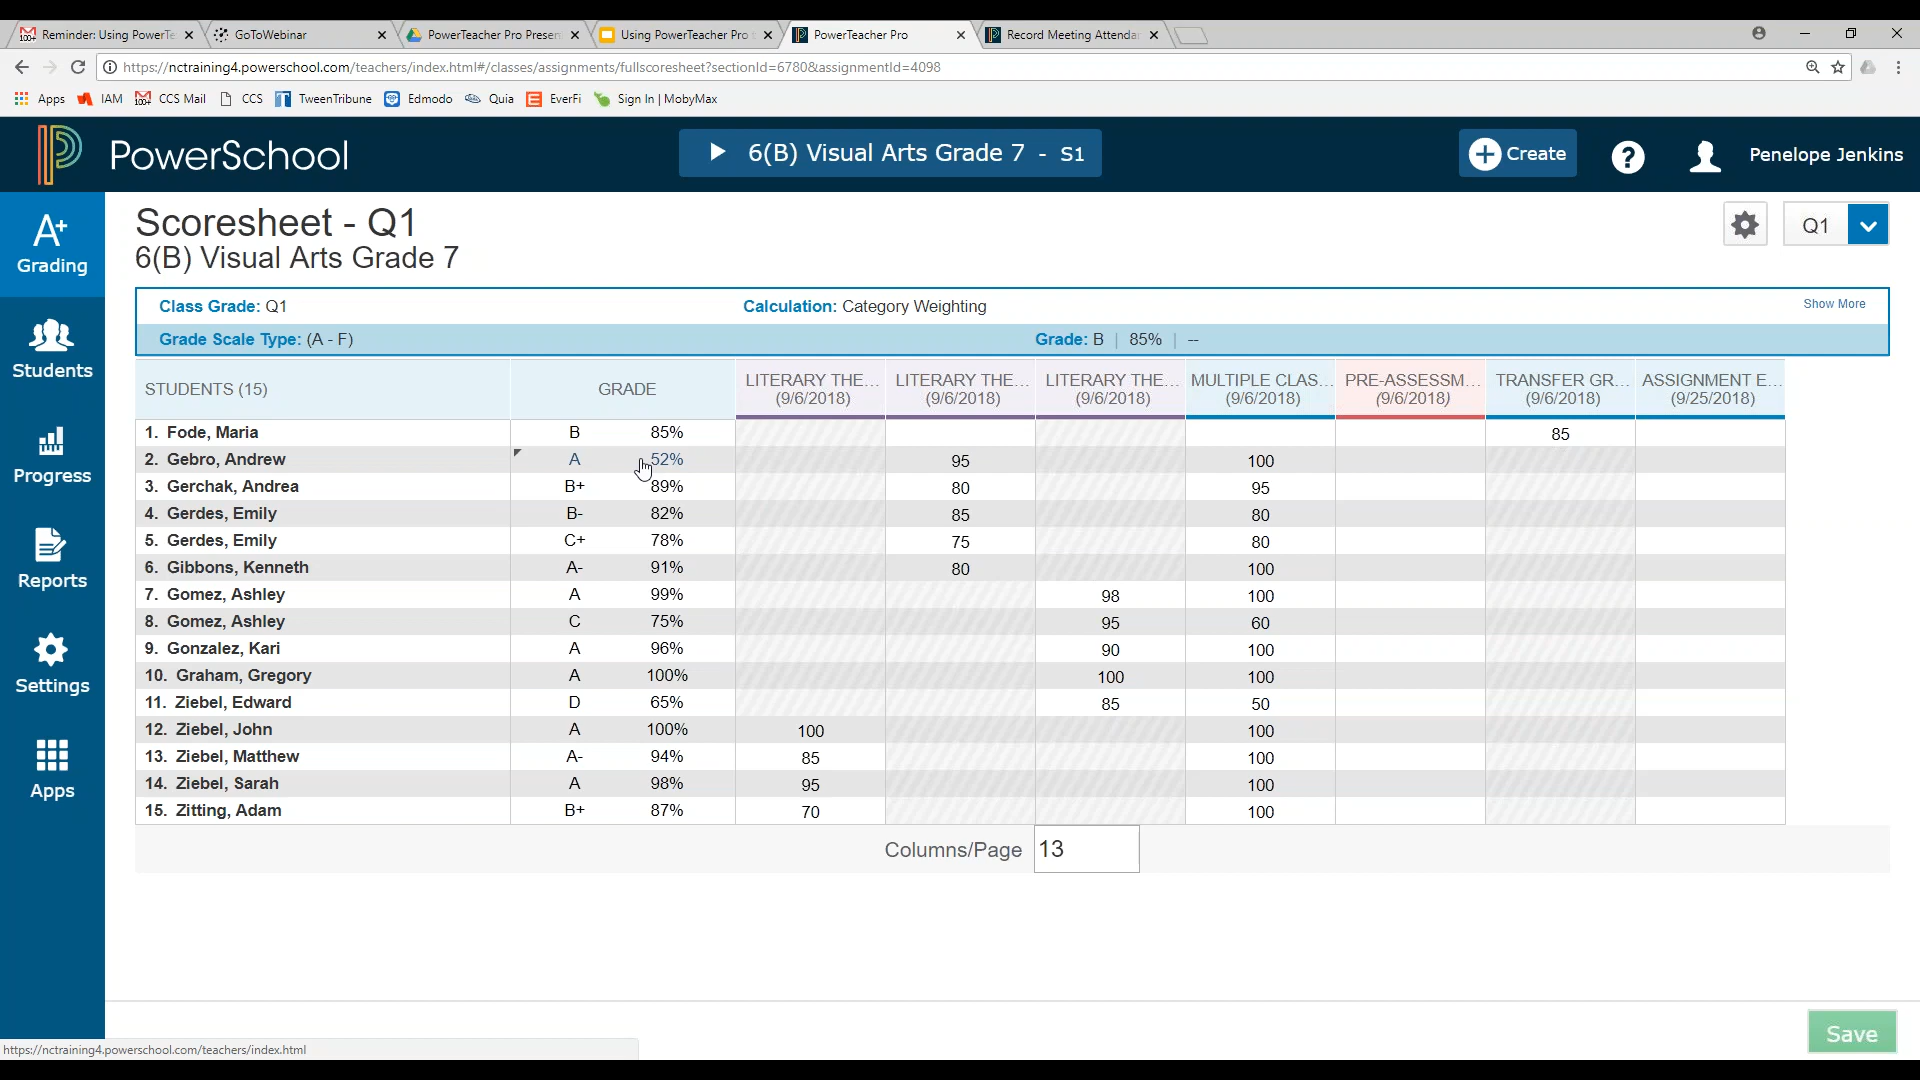 Reminder: Using PowerTe
GoToWebinar
PowerTeacher Pro Presen
Using PowerTeacher Pro t
PowerTeacher Pro
Record Meeting Attenda
https://nctraining4.powerschool.com/teachers/index.html#/classes/assignments/fullscoresheet?sectionId=6780&assignmentId=4098
Apps IAM CCS Mail CCS TweenTribune Edmodo Quia EverFi Sign In | MobyMax
PowerSchool
6(B) Visual Arts Grade 7 - S1
Create
?
Penelope Jenkins
A+
Grading
Students
Progress
Reports
Settings
Apps
Scoresheet - Q1
6(B) Visual Arts Grade 7
Q1
Class Grade: Q1 Calculation: Category Weighting Show More
Grade Scale Type: (A - F) Grade: B | 85% | --
STUDENTS (15) GRADE LITERARY THE... LITERARY THE... LITERARY THE... MULTIPLE CLAS... PRE-ASSESSM... TRANSFER GR... ASSIGNMENT E...
(9/6/2018) (9/6/2018) (9/6/2018) (9/6/2018) (9/6/2018) (9/6/2018) (9/25/2018)
1. Fode, Maria B 85% 85
2. Gebro, Andrew A 52% 95 100
3. Gerchak, Andrea B+ 89% 80 95
4. Gerdes, Emily B- 82% 85 80
5. Gerdes, Emily C+ 78% 75 80
6. Gibbons, Kenneth A- 91% 80 100
7. Gomez, Ashley A 99% 98 100
8. Gomez, Ashley C 75% 95 60
9. Gonzalez, Kari A 96% 90 100
10. Graham, Gregory A 100% 100 100
11. Ziebel, Edward D 65% 85 50
12. Ziebel, John A 100% 100 100
13. Ziebel, Matthew A- 94% 85 100
14. Ziebel, Sarah A 98% 95 100
15. Zitting, Adam B+ 87% 70 100
Columns/Page 13
Save
https://nctraining4.powerschool.com/teachers/index.html